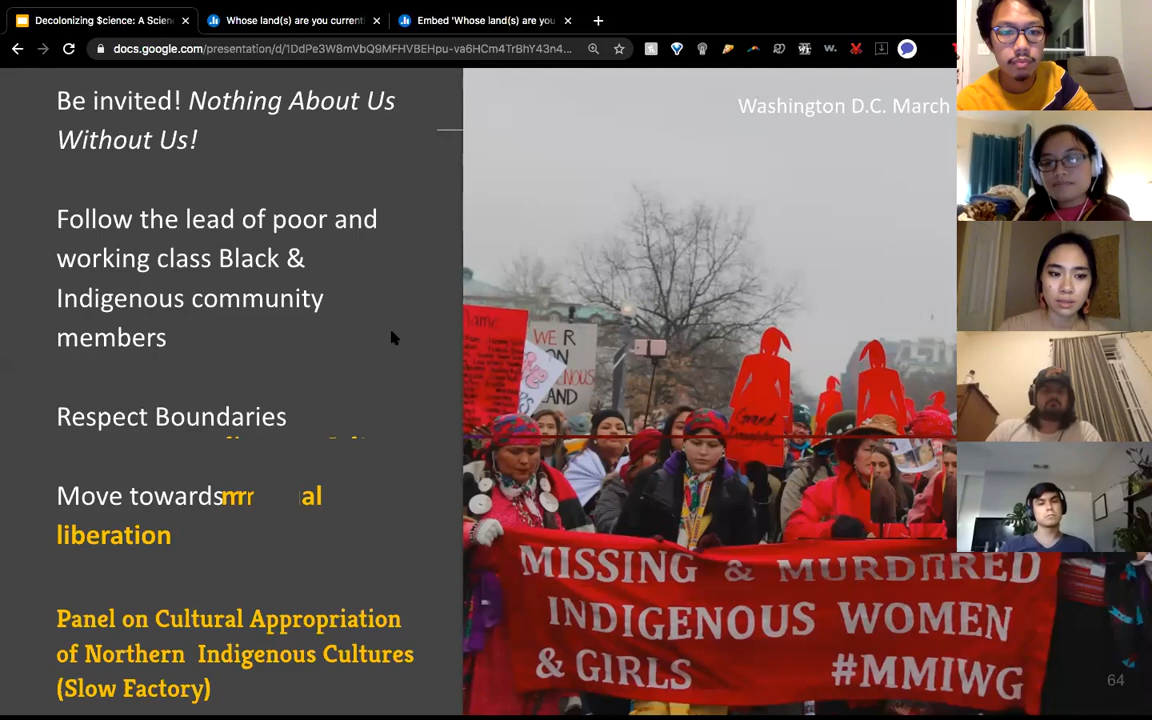 Decolonizing $cience: A Scien
Whose land(s) are you current
Embed 'Whose land(s) are you
docs.google.com/presentation/d/1DdPe3W8mVbQ9MFHVBEHpu-va6HCm4TrBhY43n4...
Be invited! Nothing About Us
Without Us!
Follow the lead of poor and
working class Black &
Indigenous community
members
Respect Boundaries
Move towards
al
liberation
Panel on Cultural Appropriation
of Northern Indigenous Cultures
(Slow Factory)
Washington D.C. March
WE R
ON
LAND
MISSING & MURDERED
INDIGENOUS WOMEN
& GIRLS #MMIWG
64